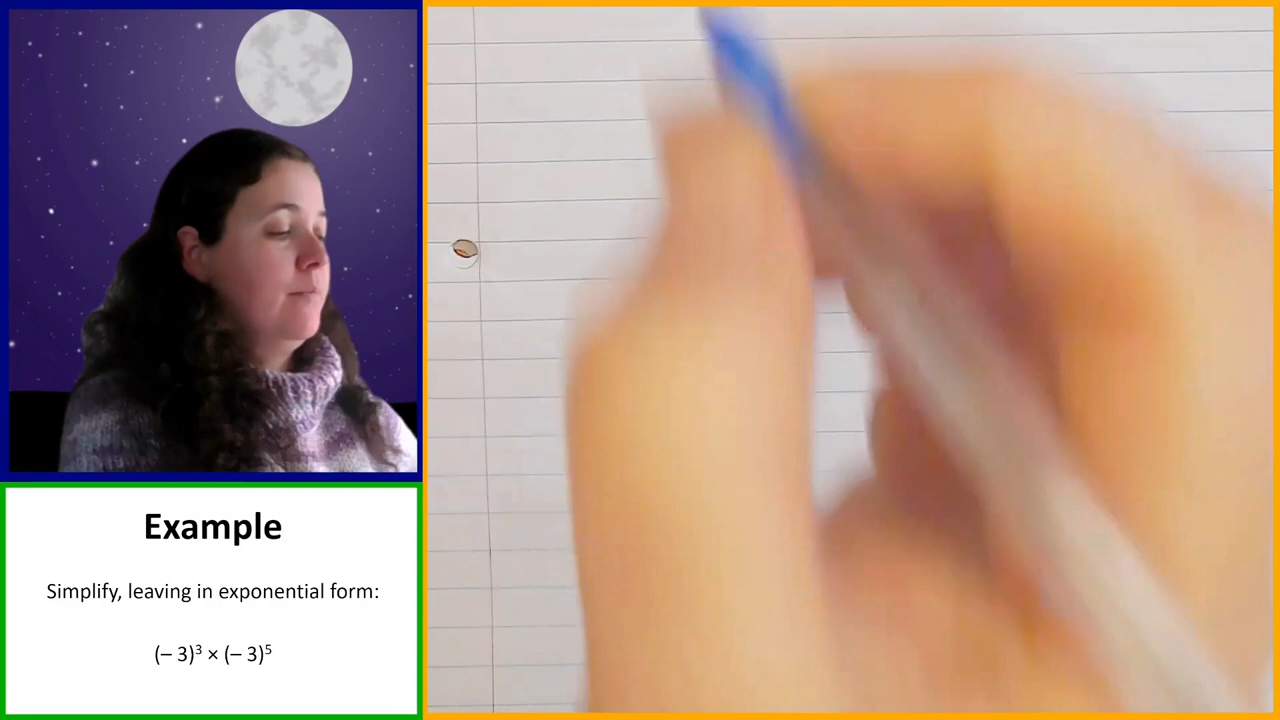 Example
Simplify, leaving in exponential form:
(– 3)³ × (– 3)⁵